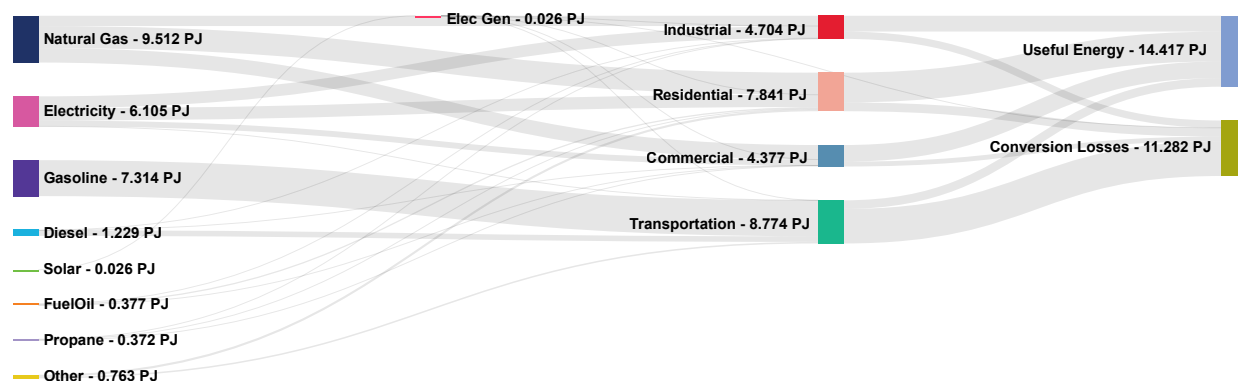 Natural Gas - 9.512 PJ
Electricity - 6.105 PJ
Gasoline - 7.314 PJ
Diesel - 1.229 PJ
Solar - 0.026 PJ
FuelOil - 0.377 PJ
Propane - 0.372 PJ
Other - 0.763 PJ
Elec Gen - 0.026 PJ
Industrial - 4.704 PJ
Residential - 7.841 PJ
Commercial - 4.377 PJ
Transportation - 8.774 PJ
Useful Energy - 14.417 PJ
Conversion Losses - 11.282 PJ